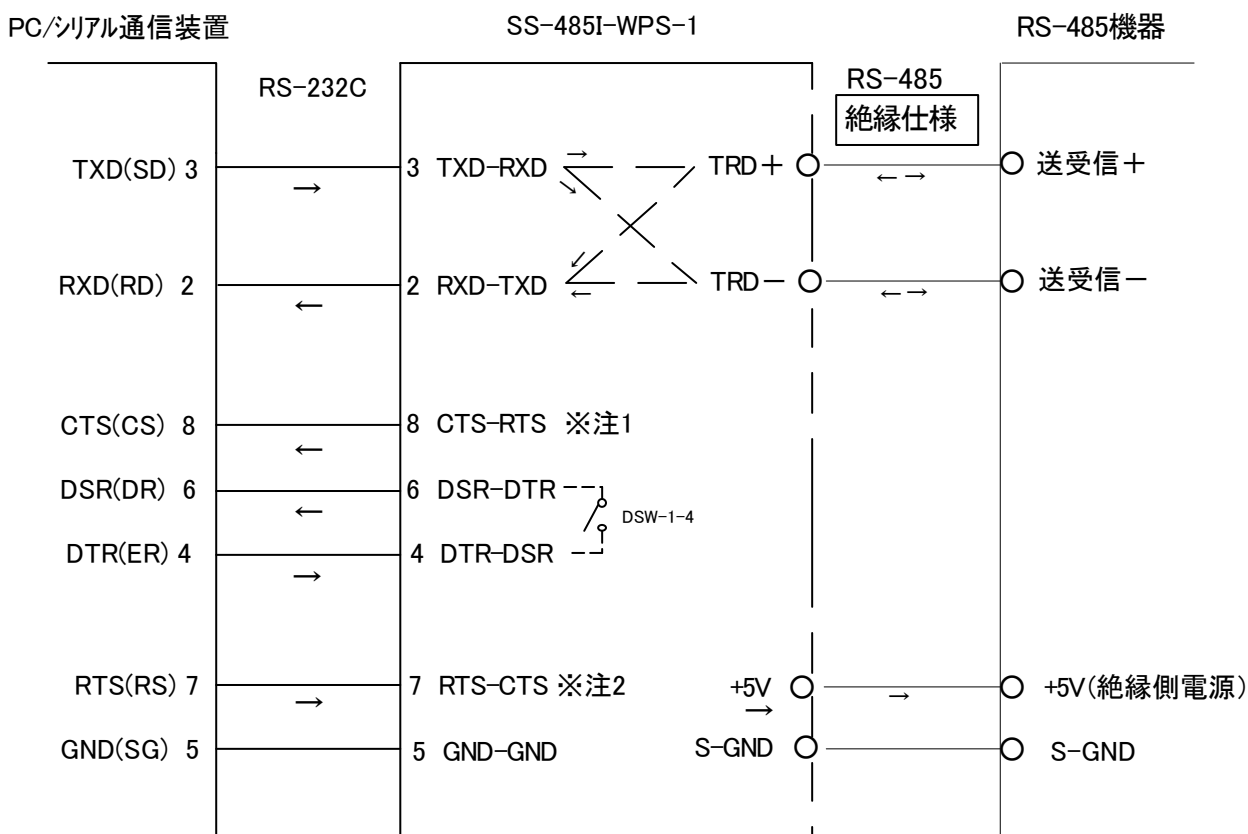 PC/シリアル通信装置 SS-485I-WPS-1 RS-485機器
RS-232C RS-485
絶縁仕様
TXD(SD) 3 → 3 TXD-RXD → ↘ TRD+ ←→ 送受信+
RXD(RD) 2 ← 2 RXD-TXD ↙ ← TRD- ←→ 送受信-
CTS(CS) 8 ← 8 CTS-RTS ※注1
DSR(DR) 6 ← 6 DSR-DTR
DSW-1-4
DTR(ER) 4 → 4 DTR-DSR
RTS(RS) 7 → 7 RTS-CTS ※注2 +5V → → +5V(絶縁側電源)
GND(SG) 5 5 GND-GND S-GND S-GND